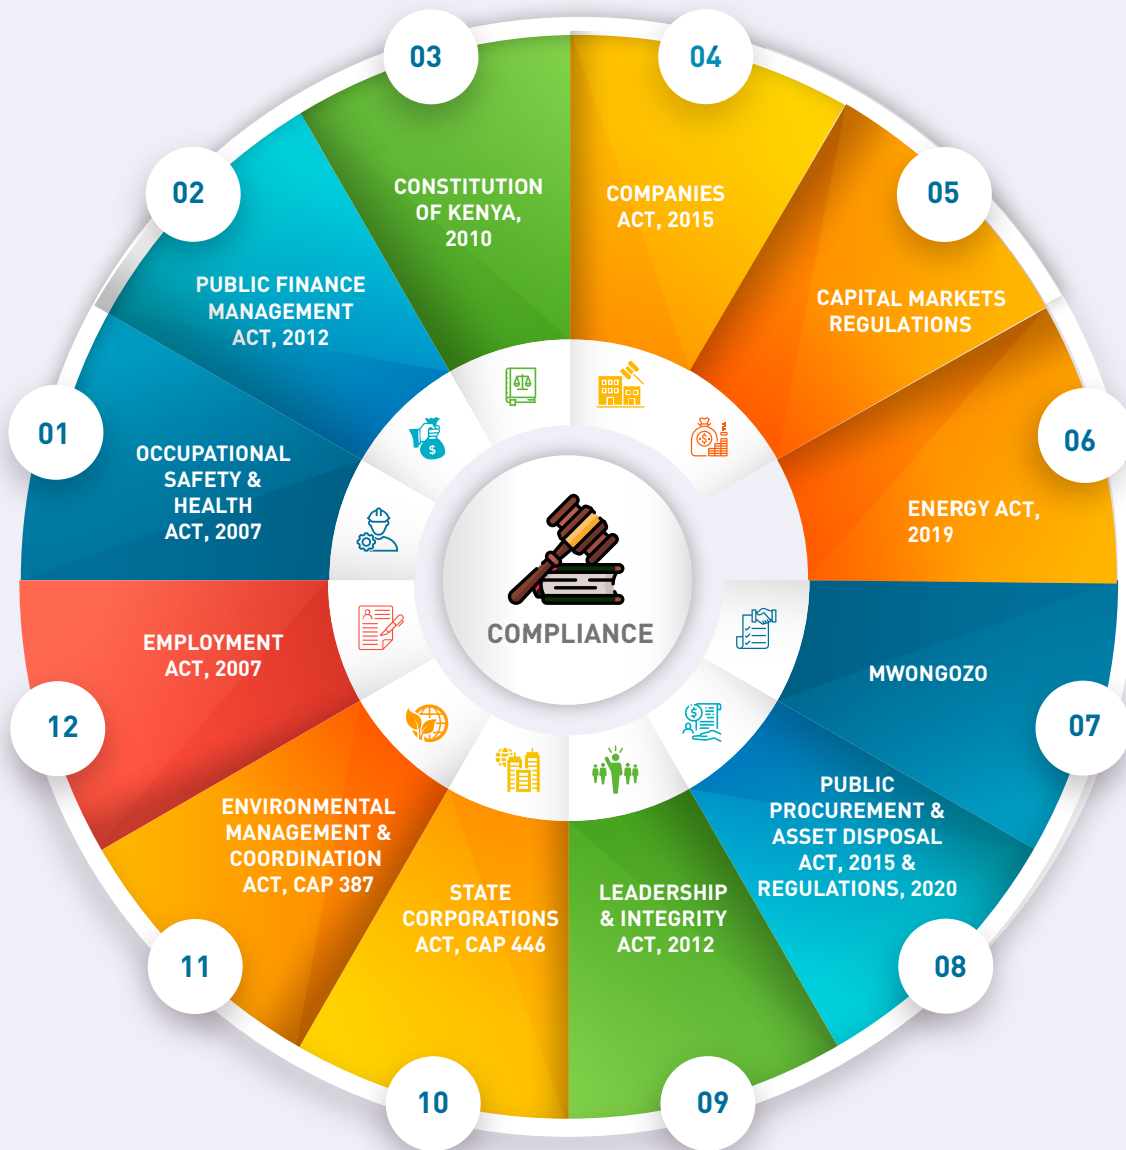 01
OCCUPATIONAL
SAFETY &
HEALTH
ACT, 2007
02
PUBLIC FINANCE
MANAGEMENT
ACT, 2012
03
CONSTITUTION
OF KENYA,
2010
04
COMPANIES
ACT, 2015
05
CAPITAL MARKETS
REGULATIONS
06
ENERGY ACT,
2019
07
MWONGOZO
08
PUBLIC
PROCUREMENT &
ASSET DISPOSAL
ACT, 2015 &
REGULATIONS, 2020
09
LEADERSHIP
& INTEGRITY
ACT, 2012
10
STATE
CORPORATIONS
ACT, CAP 446
11
ENVIRONMENTAL
MANAGEMENT &
COORDINATION
ACT, CAP 387
12
EMPLOYMENT
ACT, 2007
COMPLIANCE